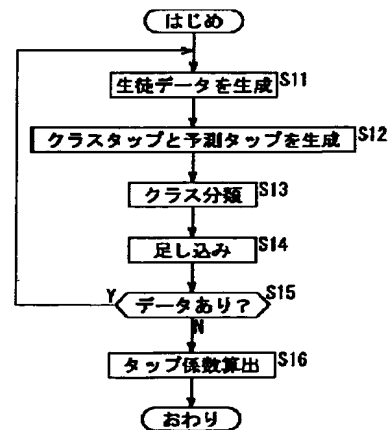 はじめ
生徒データを生成 S11
クラスタップと予測タップを生成 S12
クラス分類 S13
足し込み S14
Y データあり? S15
N
タップ係数算出 S16
おわり